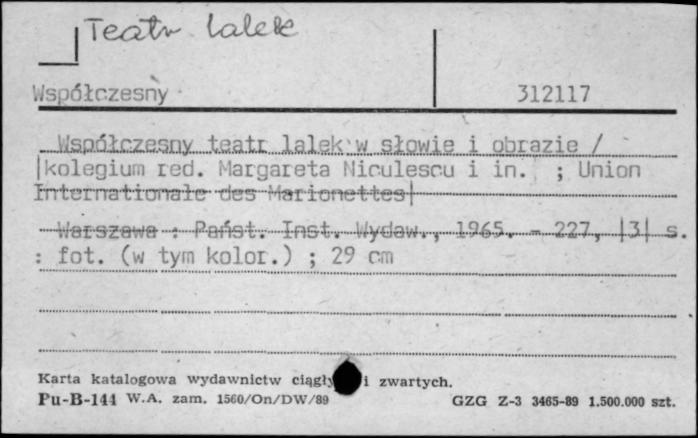 Teatr lalek
Współczesny 312117
Współczesny teatr lalek w słowie i obrazie /
|kolegium red. Margareta Niculescu i in. ; Union
Internationale des Marionettes|
Warszawa : Państ. Inst. Wydaw., 1965. - 227, |3| s.
: fot. (w tym kolor.) ; 29 cm
Karta katalogowa wydawnictw i zwartych.
Pu-B-144 W.A. zam. 1560/On/DW/89 GZG Z-3 3465-89 1.500.000 szt.